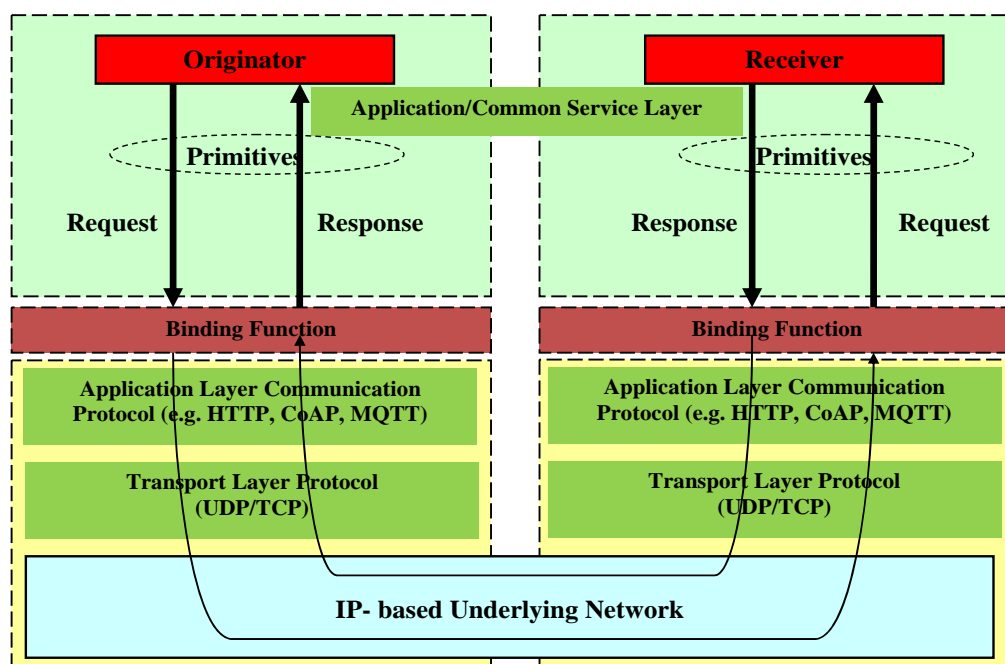 Originator
Receiver
Application/Common Service Layer
Primitives
Primitives
Request
Response
Response
Request
Binding Function
Binding Function
Application Layer Communication
Protocol (e.g. HTTP, CoAP, MQTT)
Application Layer Communication
Protocol (e.g. HTTP, CoAP, MQTT)
Transport Layer Protocol
(UDP/TCP)
Transport Layer Protocol
(UDP/TCP)
IP- based Underlying Network